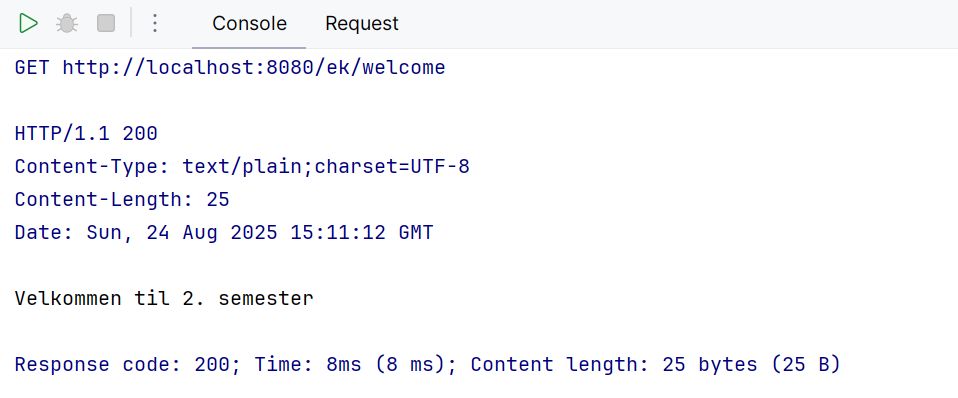 Console Request
GET http://localhost:8080/ek/welcome
HTTP/1.1 200
Content-Type: text/plain;charset=UTF-8
Content-Length: 25
Date: Sun, 24 Aug 2025 15:11:12 GMT
Velkommen til 2. semester
Response code: 200; Time: 8ms (8 ms); Content length: 25 bytes (25 B)